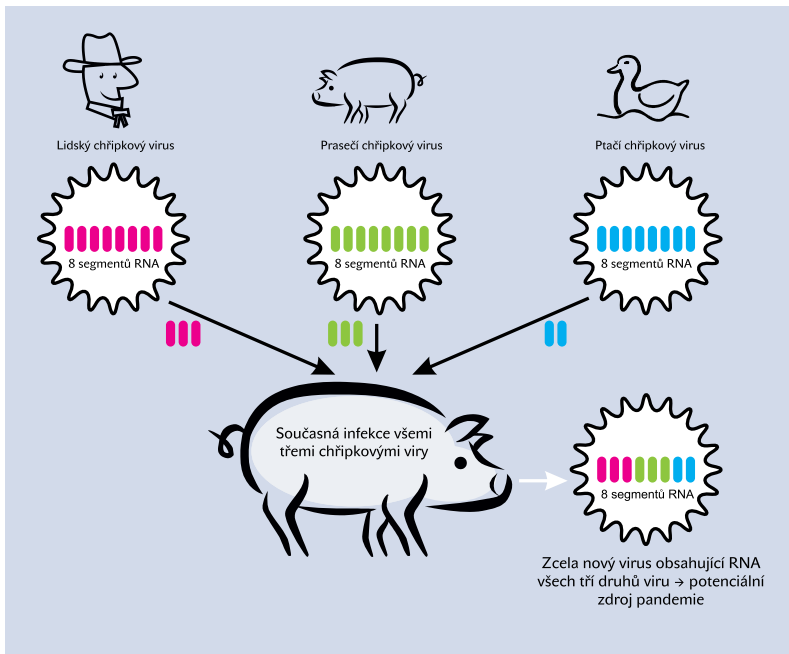 Lidský chřipkový virus
Prasečí chřipkový virus
Ptačí chřipkový virus
8 segmentů RNA
8 segmentů RNA
8 segmentů RNA
Současná infekce všemi
třemi chřipkovými viry
8 segmentů RNA
Zcela nový virus obsahující RNA
všech tří druhů viru → potenciální
zdroj pandemie